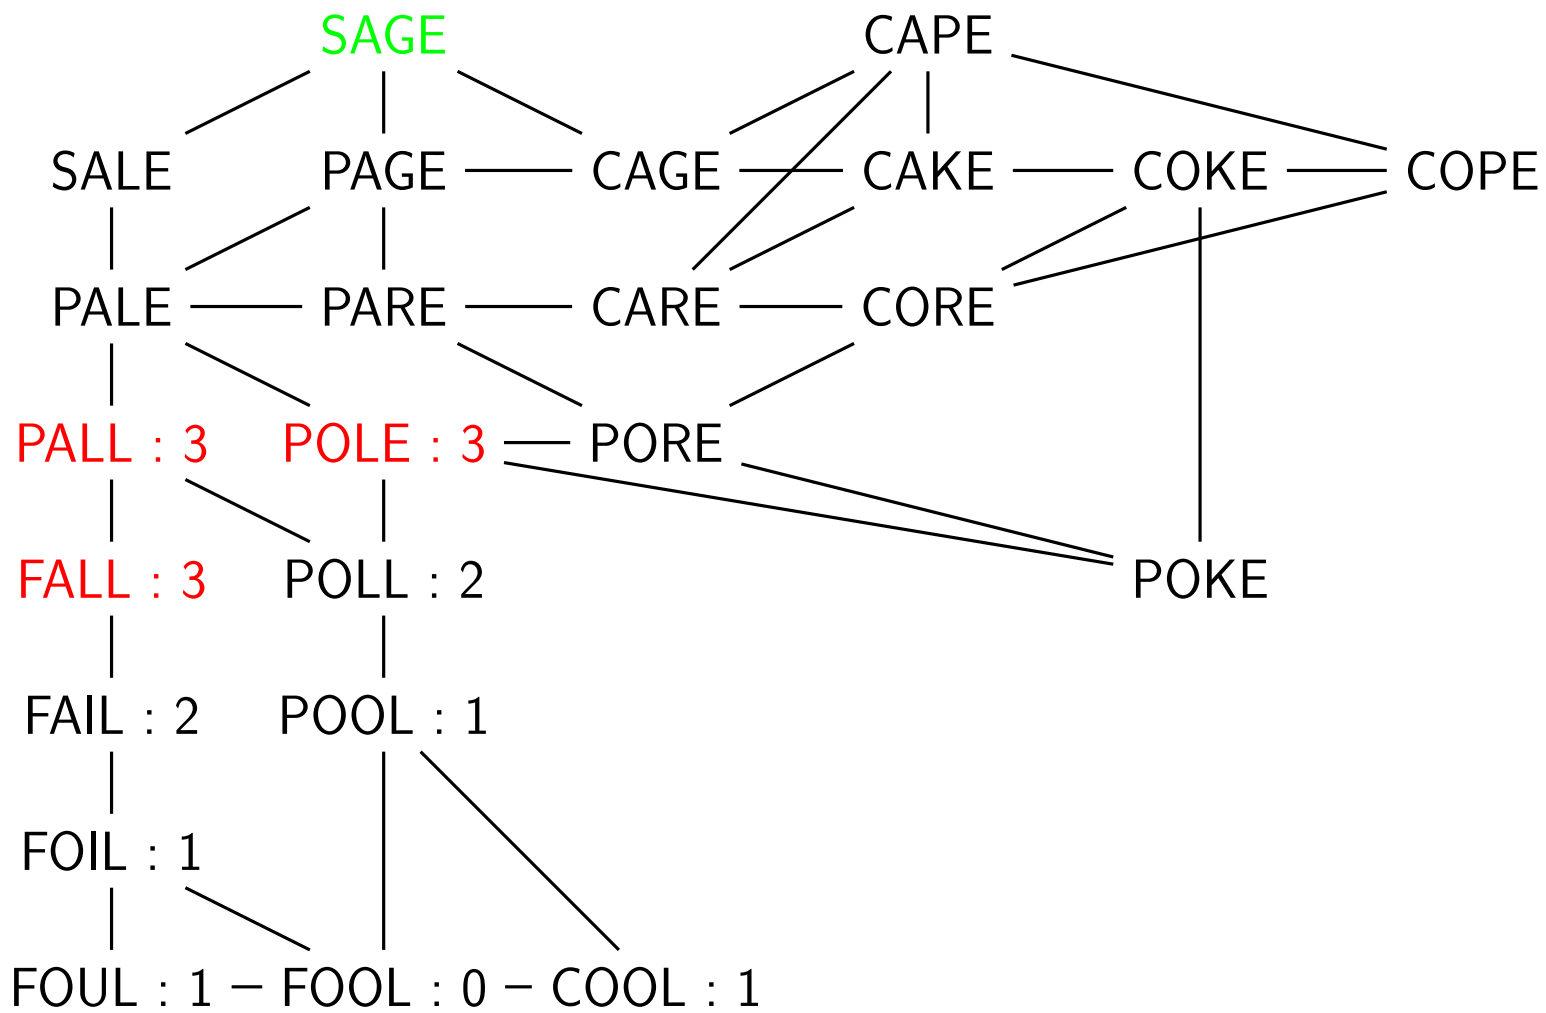 SAGE CAPE
SALE PAGE CAGE CAKE COKE COPE
PALE PARE CARE CORE
PALL : 3 POLE : 3 PORE
FALL : 3 POLL : 2 POKE
FAIL : 2 POOL : 1
FOIL : 1
FOUL : 1 FOOL : 0 COOL : 1